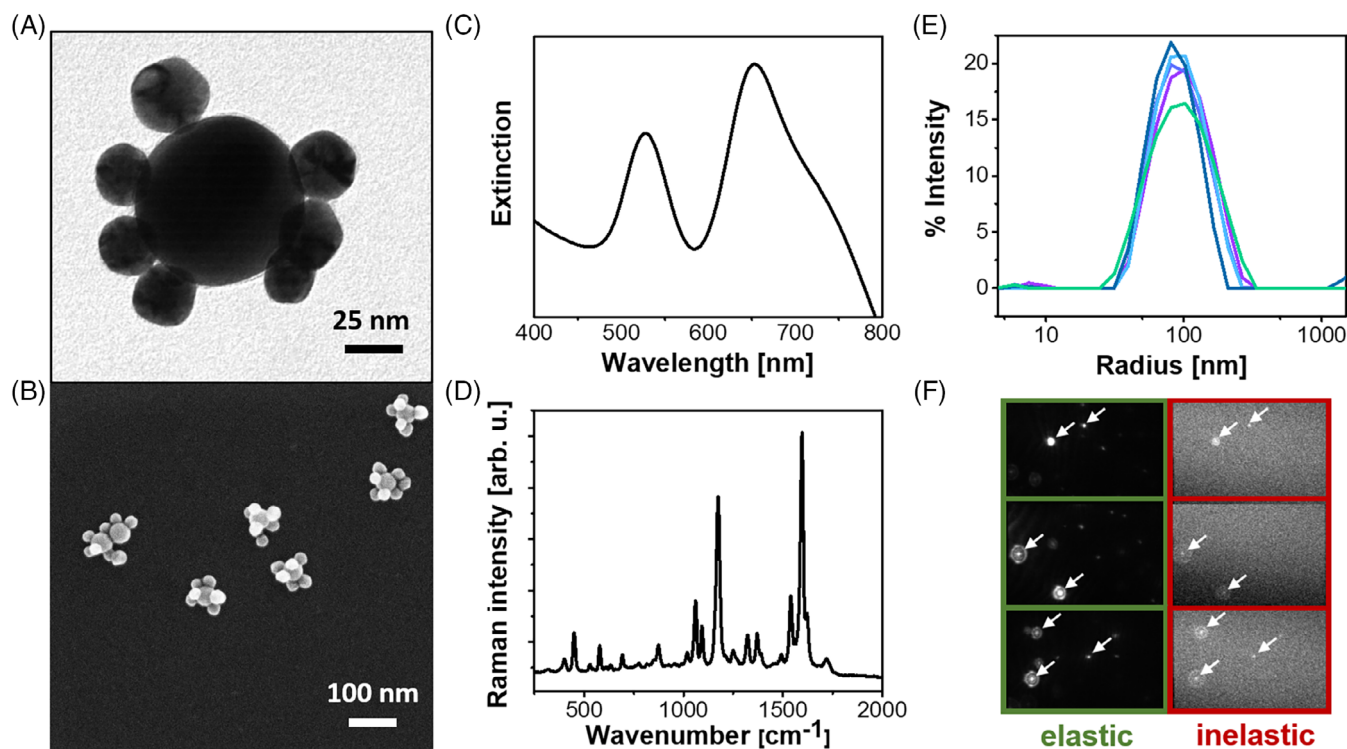 (A)
25 nm
(B)
100 nm
(C)
Extinction
400 500 600 700 800
Wavelength [nm]
(D)
Raman intensity [arb. u.]
500 1000 1500 2000
Wavenumber [cm-1]
(E)
% Intensity
20
15
10
5
0
10 100 1000
Radius [nm]
(F)
elastic inelastic